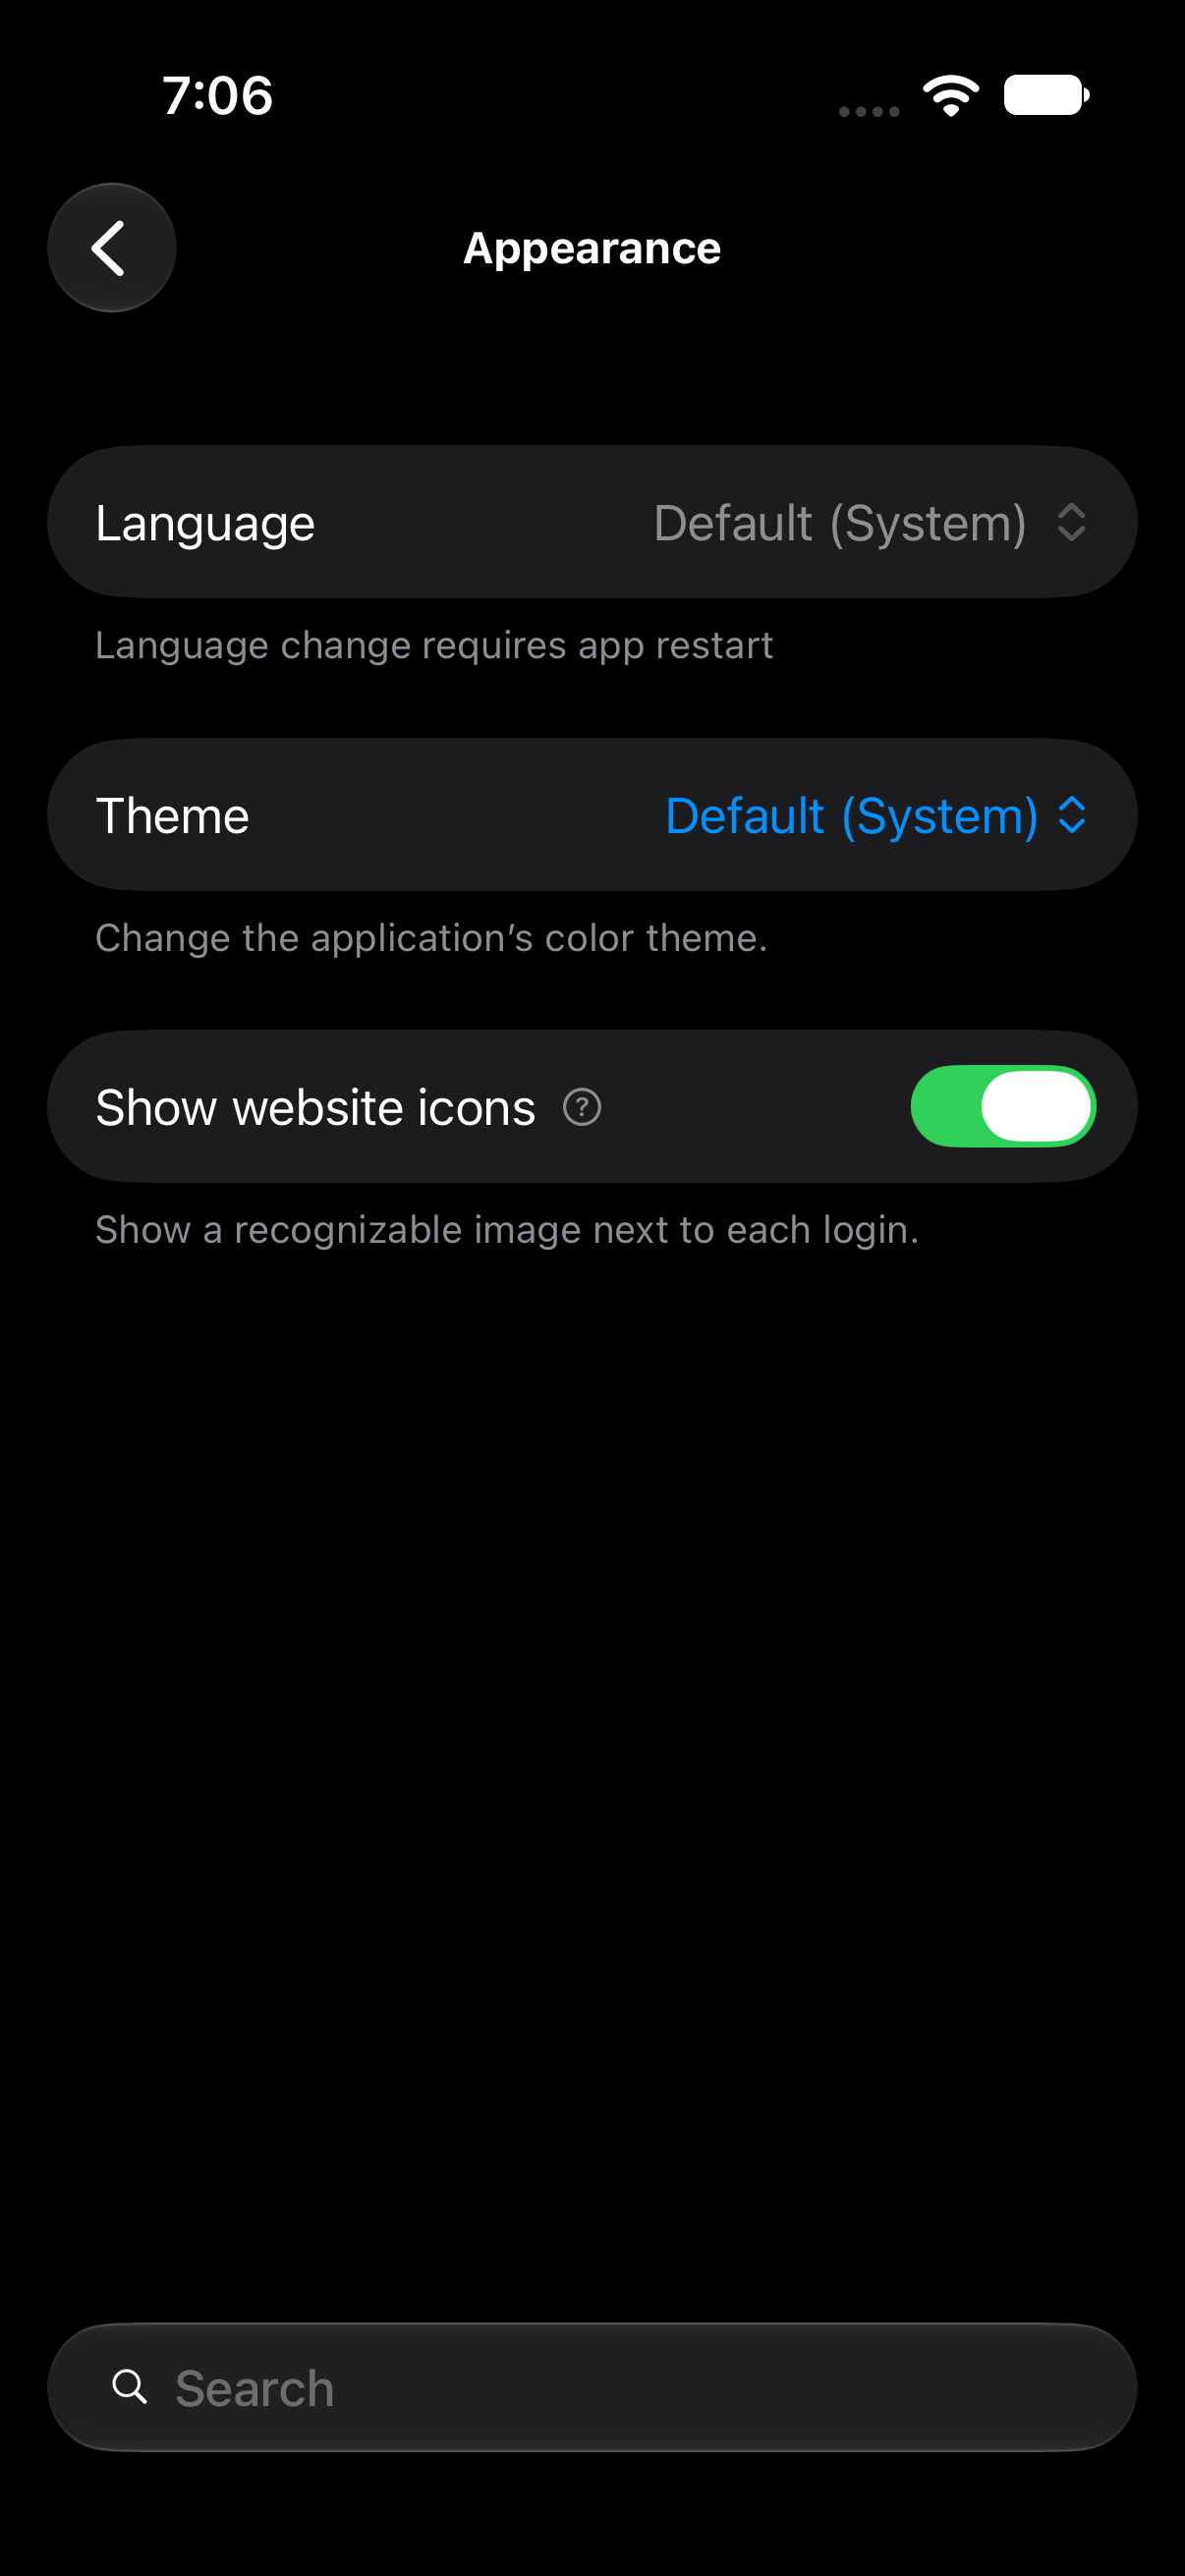 7:06
Appearance
Language Default (System)
Language change requires app restart
Theme Default (System)
Change the application’s color theme.
Show website icons ?
Show a recognizable image next to each login.
Search